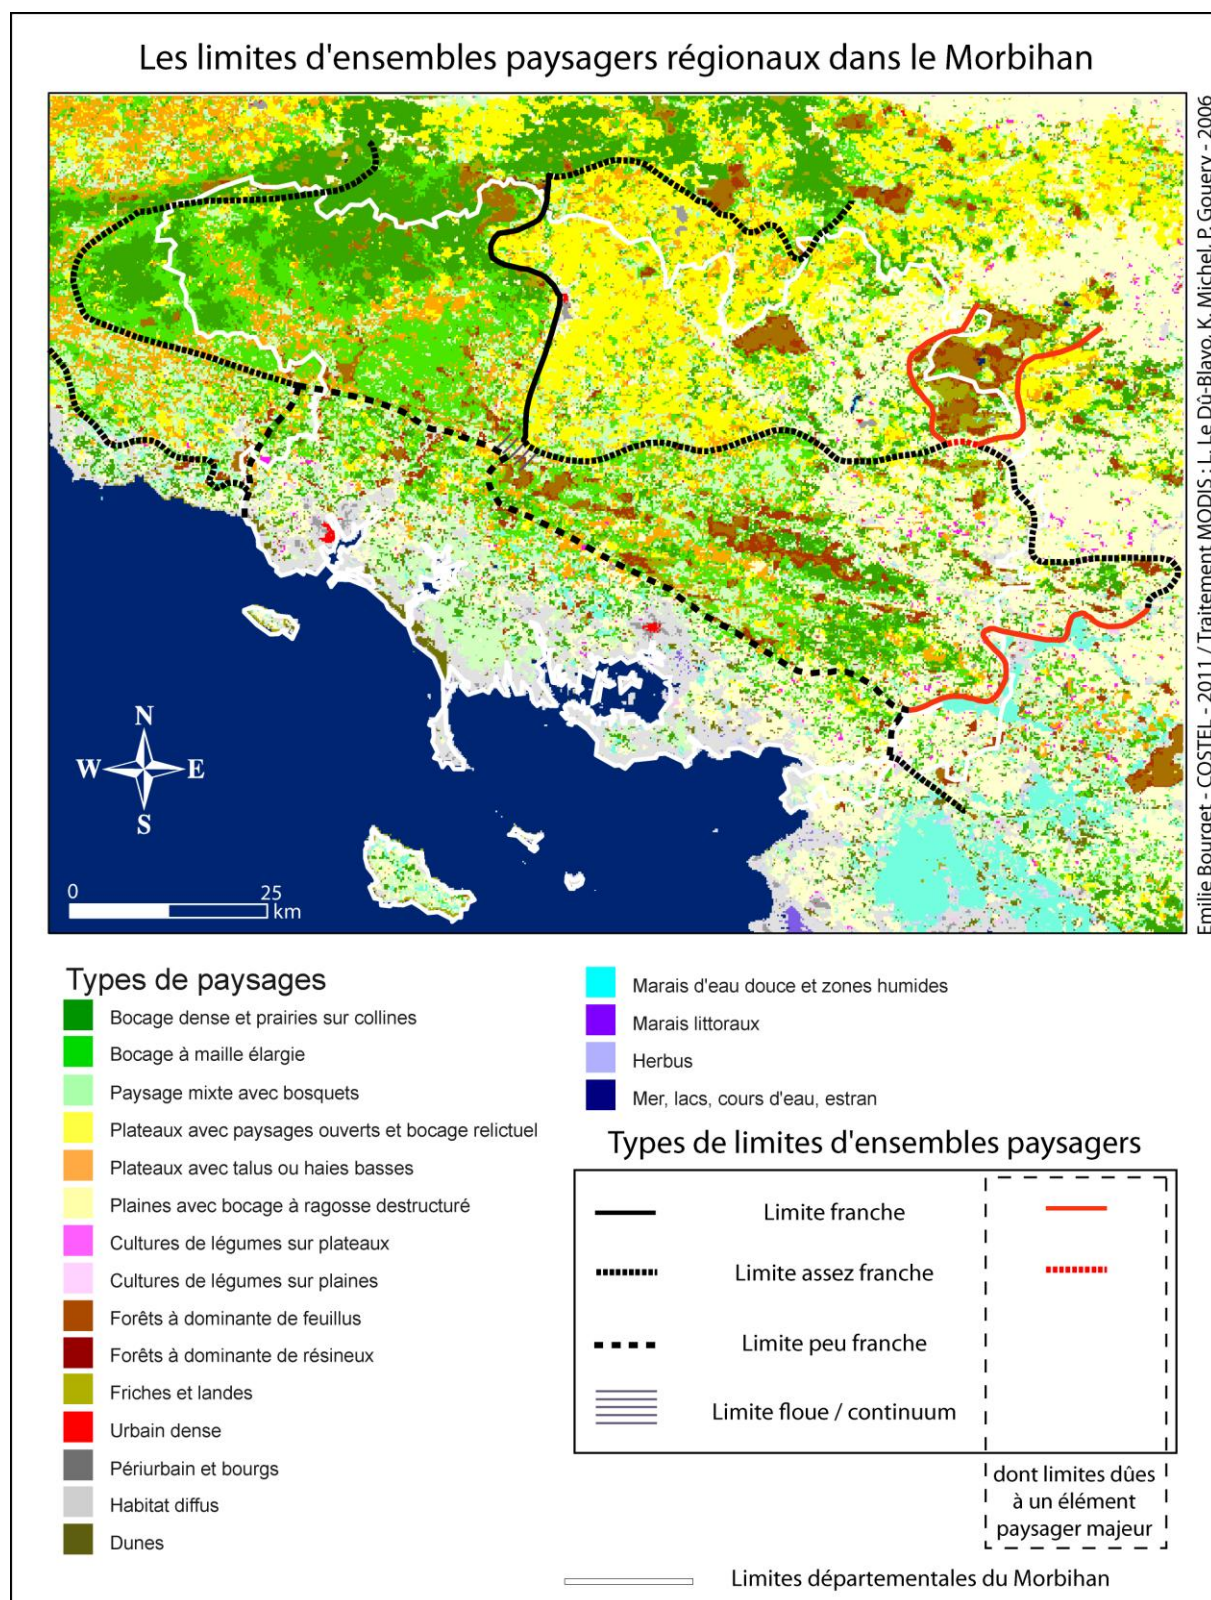 Les limites d'ensembles paysagers régionaux dans le Morbihan
Emilie Bourget - COSTEL - 2011 / Traitement MODIS : L. Le Dû-Blayo, K. Michel, P. Gouery - 2006
N
W E
S
0 25
km
Types de paysages
Bocage dense et prairies sur collines
Bocage à maille élargie
Paysage mixte avec bosquets
Plateaux avec paysages ouverts et bocage relictuel
Plateaux avec talus ou haies basses
Plaines avec bocage à ragosse destructuré
Cultures de légumes sur plateaux
Cultures de légumes sur plaines
Forêts à dominante de feuillus
Forêts à dominante de résineux
Friches et landes
Urbain dense
Périurbain et bourgs
Habitat diffus
Dunes
Marais d'eau douce et zones humides
Marais littoraux
Herbus
Mer, lacs, cours d'eau, estran
Types de limites d'ensembles paysagers
Limite franche
Limite assez franche
Limite peu franche
Limite floue / continuum
dont limites dûes
à un élément
paysager majeur
Limites départementales du Morbihan